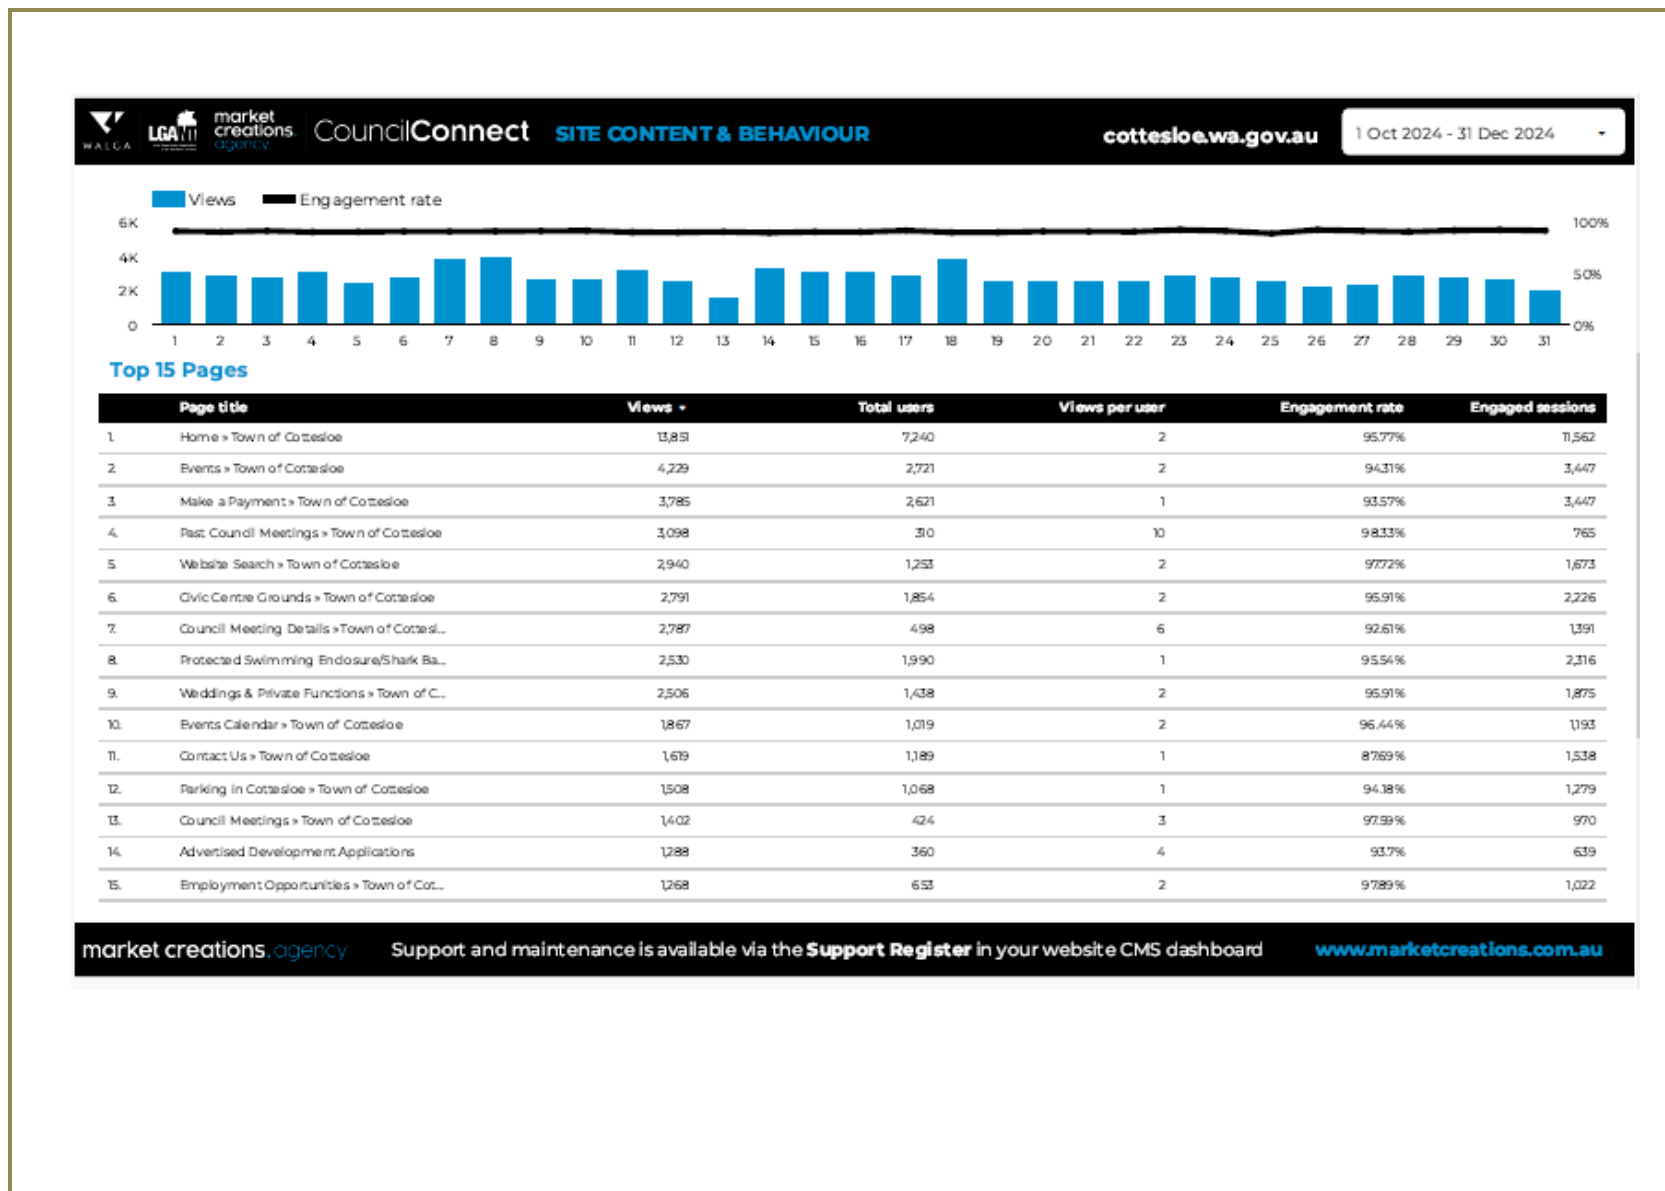 WALGA LGANT market creations agency CouncilConnect SITE CONTENT & BEHAVIOUR cottesloe.wa.gov.au 1 Oct 2024 - 31 Dec 2024
Views Engagement rate
6K 100%
4K
50%
2K
0 0%
1 2 3 4 5 6 7 8 9 10 11 12 13 14 15 16 17 18 19 20 21 22 23 24 25 26 27 28 29 30 31
Top 15 Pages
Page title Views Total users Views per user Engagement rate Engaged sessions
1. Home » Town of Cottesloe 13,851 7,240 2 95.77% 11,562
2. Events » Town of Cottesloe 4,229 2,721 2 94.31% 3,447
3. Make a Payment » Town of Cottesloe 3,785 2,621 1 93.57% 3,447
4. Past Council Meetings » Town of Cottesloe 3,098 310 10 98.33% 765
5. Website Search » Town of Cottesloe 2,940 1,253 2 97.72% 1,673
6. Civic Centre Grounds » Town of Cottesloe 2,791 1,854 2 95.91% 2,226
7. Council Meeting Details » Town of Cottesl... 2,787 498 6 92.61% 1,391
8. Protected Swimming Enclosure/Shark Ba... 2,530 1,990 1 95.54% 2,316
9. Weddings & Private Functions » Town of C... 2,506 1,438 2 95.91% 1,875
10. Events Calendar » Town of Cottesloe 1,867 1,019 2 96.44% 1,193
11. Contact Us » Town of Cottesloe 1,619 1,189 1 87.69% 1,538
12. Parking in Cottesloe » Town of Cottesloe 1,508 1,068 1 94.18% 1,279
13. Council Meetings » Town of Cottesloe 1,402 424 3 97.59% 970
14. Advertised Development Applications 1,288 360 4 93.7% 639
15. Employment Opportunities » Town of Cot... 1,268 653 2 97.89% 1,022
market creations.agency Support and maintenance is available via the Support Register in your website CMS dashboard www.marketcreations.com.au